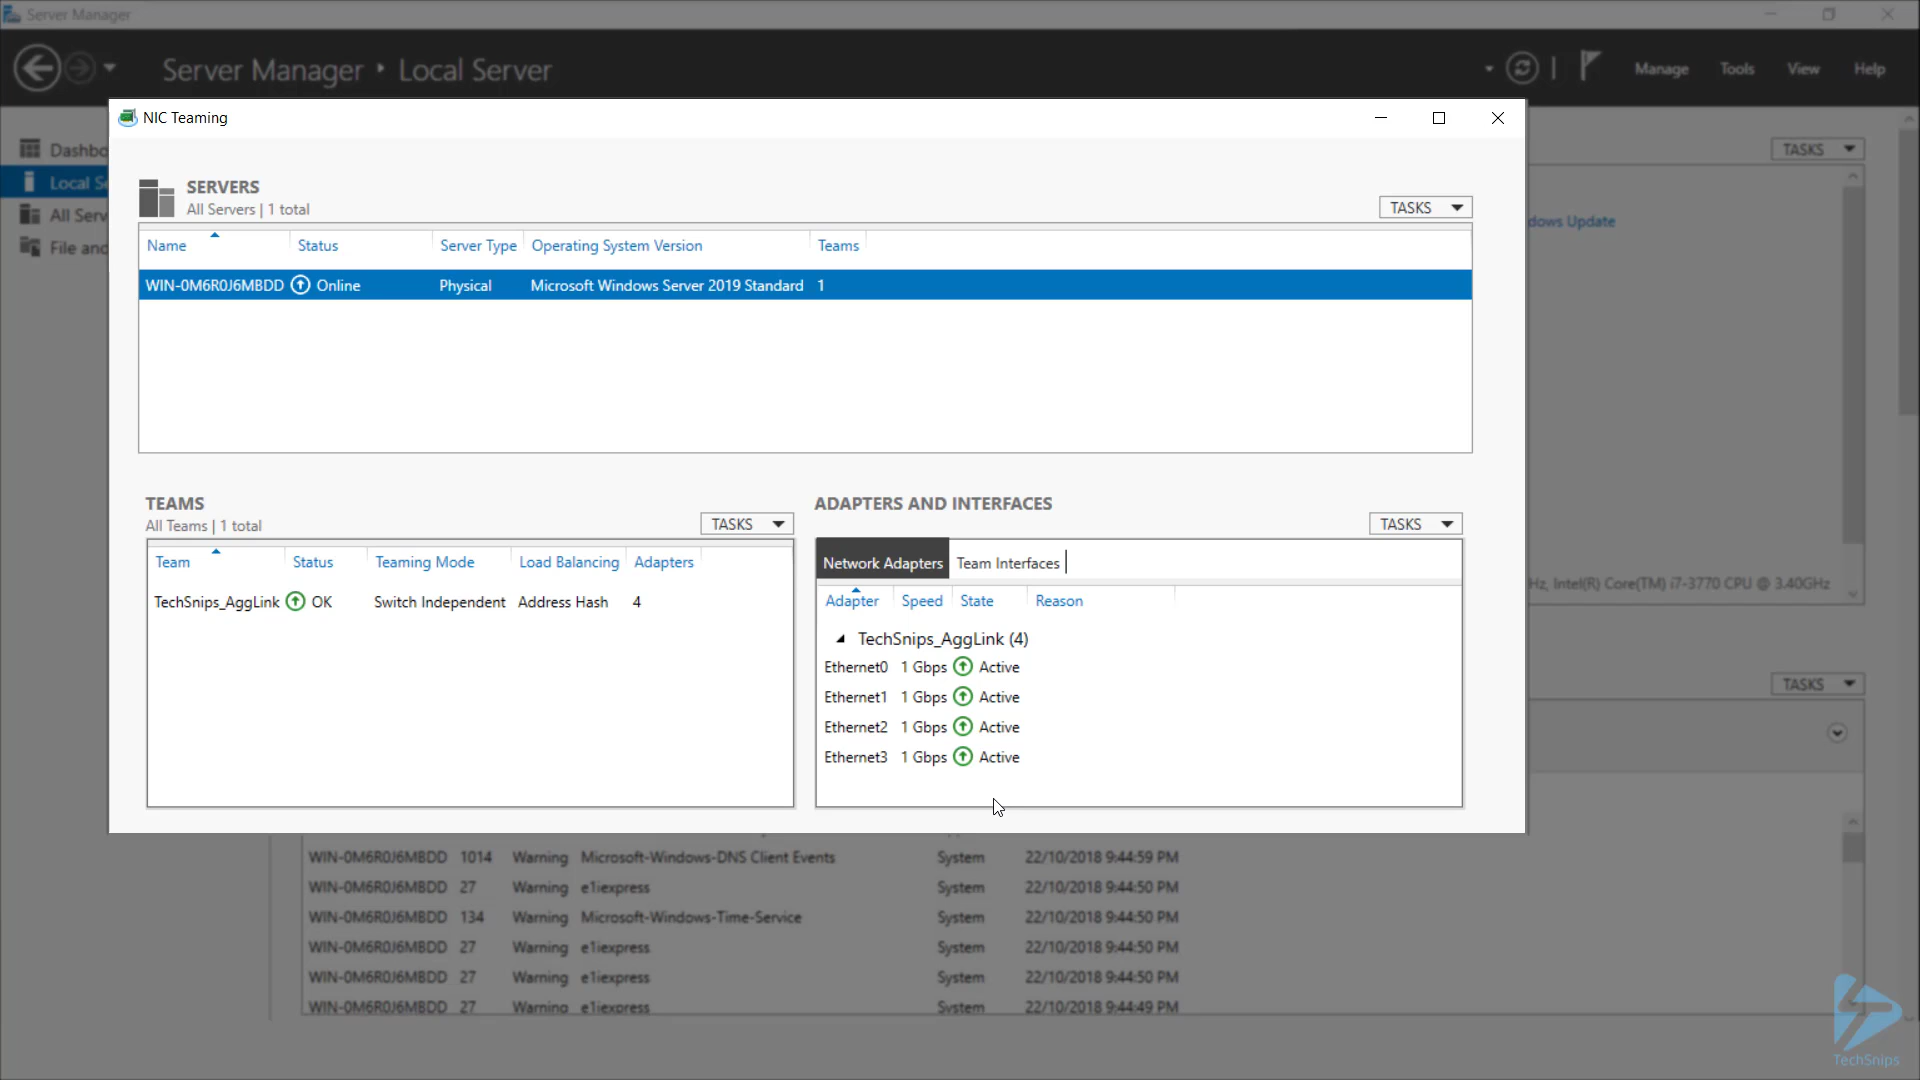 Server Manager
Server Manager ‣ Local Server
Manage Tools View Help
Dashbo
Local Se
All Serv
File and
TASKS
dows Update
Hz, Intel(R) Core(TM) i7-3770 CPU @ 3.40GHz
TASKS
NIC Teaming
SERVERS
All Servers | 1 total
TASKS
Name Status Server Type Operating System Version Teams
WIN-0M6R0J6MBDD Online Physical Microsoft Windows Server 2019 Standard 1
TEAMS
All Teams | 1 total
TASKS
Team Status Teaming Mode Load Balancing Adapters
TechSnips_AggLink OK Switch Independent Address Hash 4
ADAPTERS AND INTERFACES
TASKS
Network Adapters Team Interfaces
Adapter Speed State Reason
TechSnips_AggLink (4)
Ethernet0 1 Gbps Active
Ethernet1 1 Gbps Active
Ethernet2 1 Gbps Active
Ethernet3 1 Gbps Active
WIN-0M6R0J6MBDD 1014 Warning Microsoft-Windows-DNS Client Events System 22/10/2018 9:44:59 PM
WIN-0M6R0J6MBDD 27 Warning e1iexpress System 22/10/2018 9:44:50 PM
WIN-0M6R0J6MBDD 134 Warning Microsoft-Windows-Time-Service System 22/10/2018 9:44:50 PM
WIN-0M6R0J6MBDD 27 Warning e1iexpress System 22/10/2018 9:44:50 PM
WIN-0M6R0J6MBDD 27 Warning e1iexpress System 22/10/2018 9:44:50 PM
WIN-0M6R0J6MBDD 27 Warning e1iexpress System 22/10/2018 9:44:49 PM
TechSnips